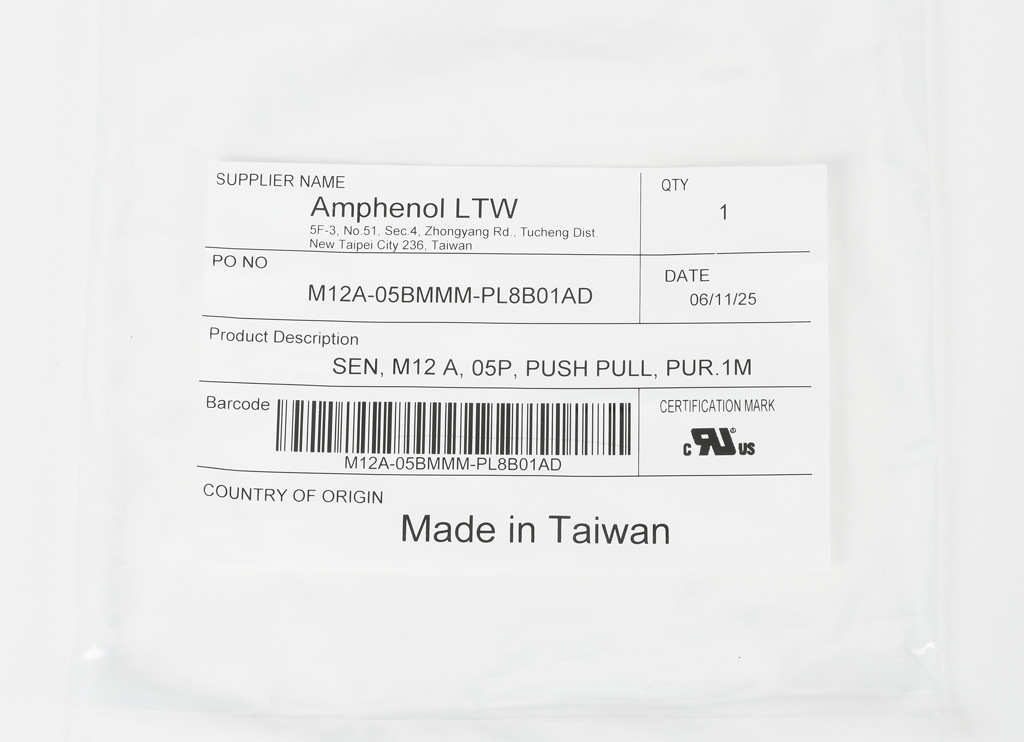 SUPPLIER NAME
Amphenol LTW
5F-3, No.51, Sec.4, Zhongyang Rd., Tucheng Dist.
New Taipei City 236, Taiwan
QTY
1
PO NO
M12A-05BMMM-PL8B01AD
DATE
06/11/25
Product Description
SEN, M12 A, 05P, PUSH PULL, PUR.1M
Barcode
M12A-05BMMM-PL8B01AD
CERTIFICATION MARK
c RU® US
COUNTRY OF ORIGIN
Made in Taiwan